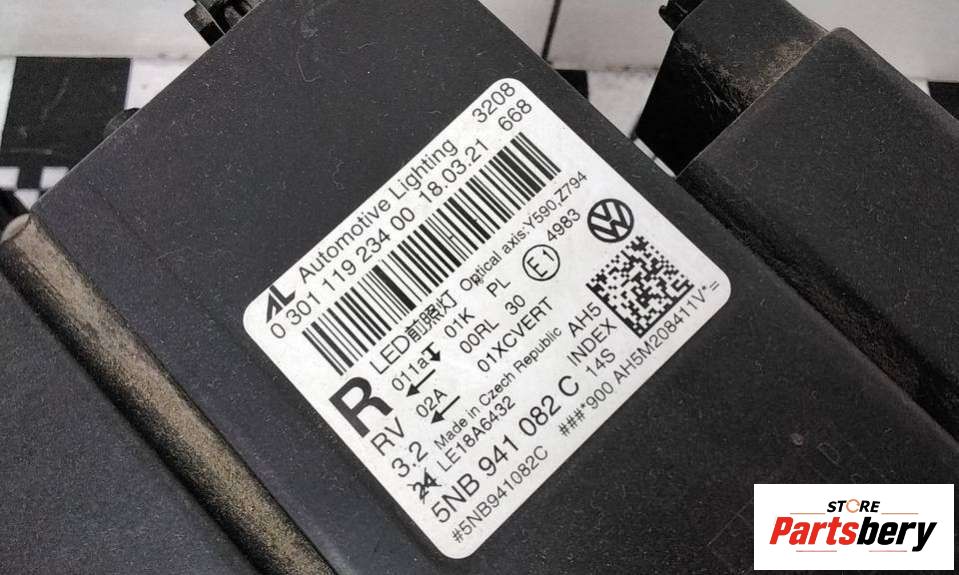 AL Automotive Lighting 3208
0 301 119 234 00 18.03.21 668
R LED前照灯 Optical axis: Y590,Z794
RV 011a 01K PL E1 4983
02A 00RL 30
3.2 01XCVERT
24 Made in Czech Republic AH5
LE18A6432 INDEX
5NB 941 082 C 14S
#5NB941082C ###*900 AH5M208411V*=
VW
STORE
Partsbery